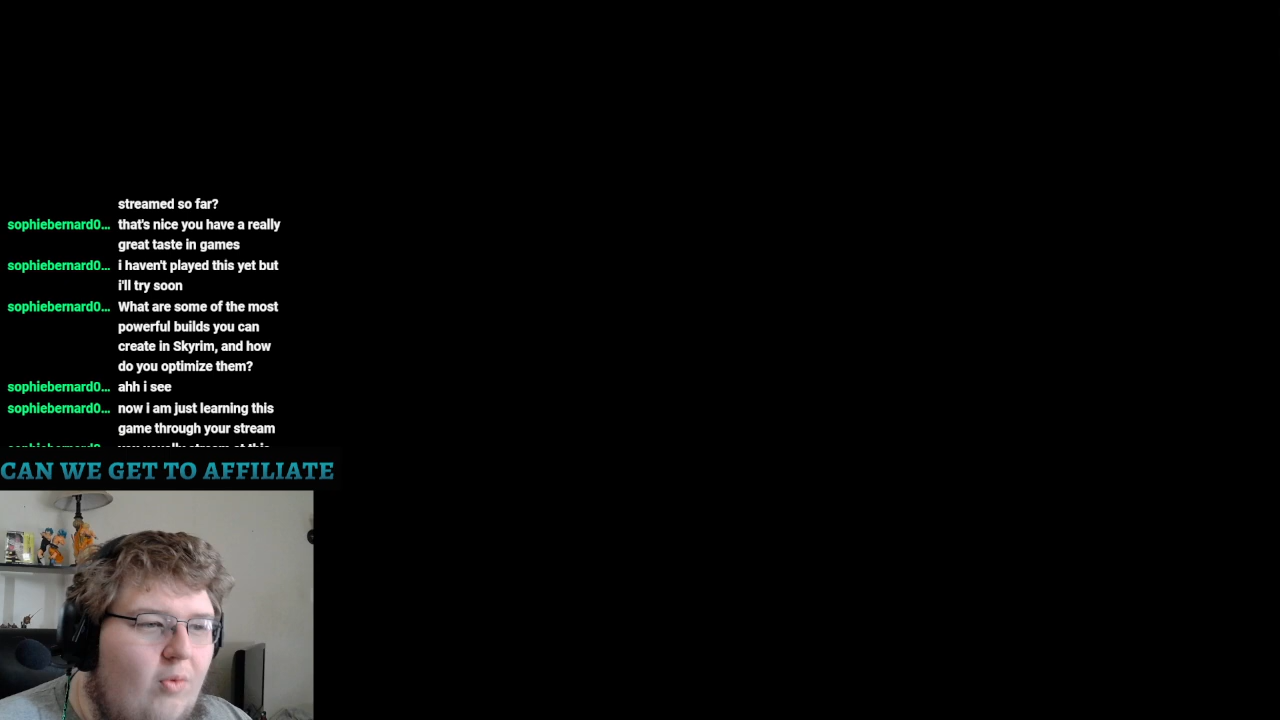 streamed so far?
sophiebernard0... that's nice you have a really
great taste in games
sophiebernard0... i haven't played this yet but
i'll try soon
sophiebernard0... What are some of the most
powerful builds you can
create in Skyrim, and how
do you optimize them?
sophiebernard0... ahh i see
sophiebernard0... now i am just learning this
game through your stream
CAN WE GET TO AFFILIATE